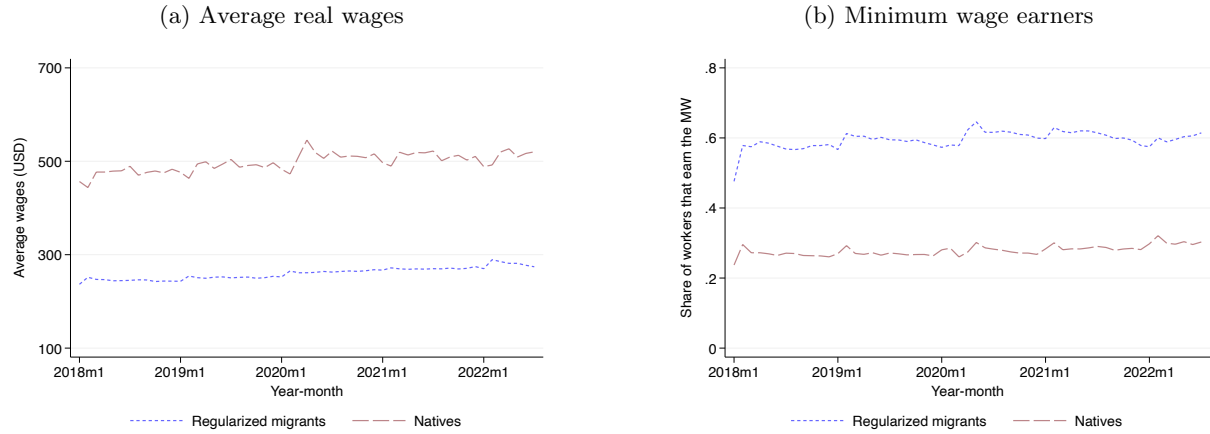 (a) Average real wages
Average wages (USD)
700
500
300
100
2018m1 2019m1 2020m1 2021m1 2022m1
Year-month
Regularized migrants Natives
(b) Minimum wage earners
Share of workers that earn the MW
.8
.6
.4
.2
0
2018m1 2019m1 2020m1 2021m1 2022m1
Year-month
Regularized migrants Natives